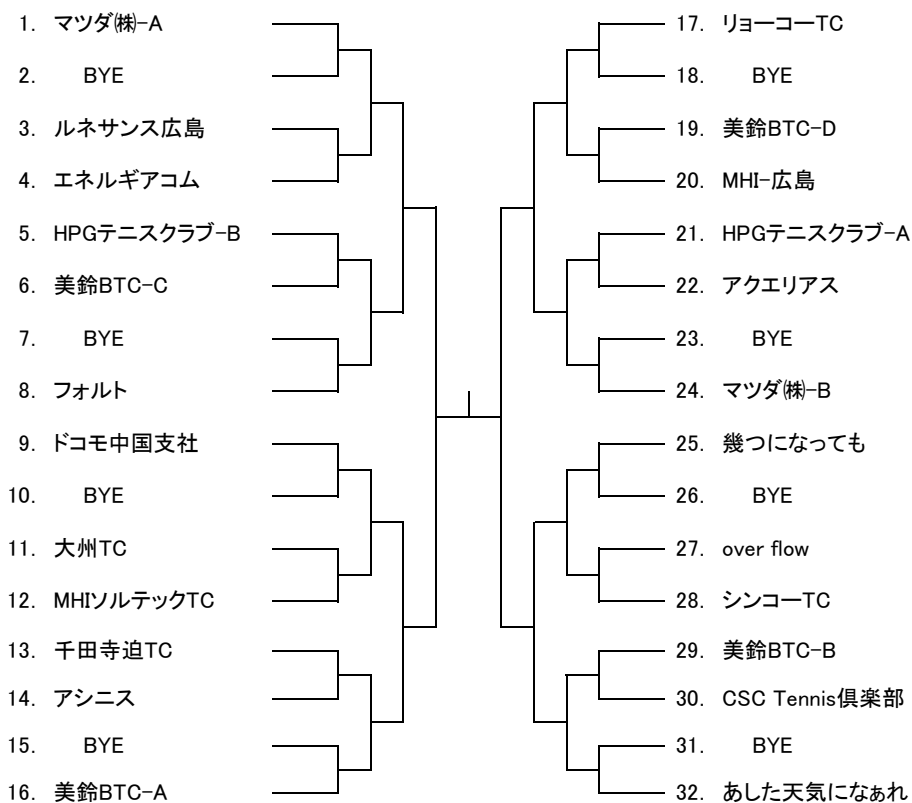 1. マツダ㈱-A
2. BYE
3. ルネサンス広島
4. エネルギアコム
5. HPGテニスクラブ-B
6. 美鈴BTC-C
7. BYE
8. フォルト
9. ドコモ中国支社
10. BYE
11. 大州TC
12. MHIソルテックTC
13. 千田寺迫TC
14. アシニス
15. BYE
16. 美鈴BTC-A
17. リョーコーTC
18. BYE
19. 美鈴BTC-D
20. MHI-広島
21. HPGテニスクラブ-A
22. アクエリアス
23. BYE
24. マツダ㈱-B
25. 幾つになっても
26. BYE
27. over flow
28. シンコーTC
29. 美鈴BTC-B
30. CSC Tennis倶楽部
31. BYE
32. あした天気になぁれ